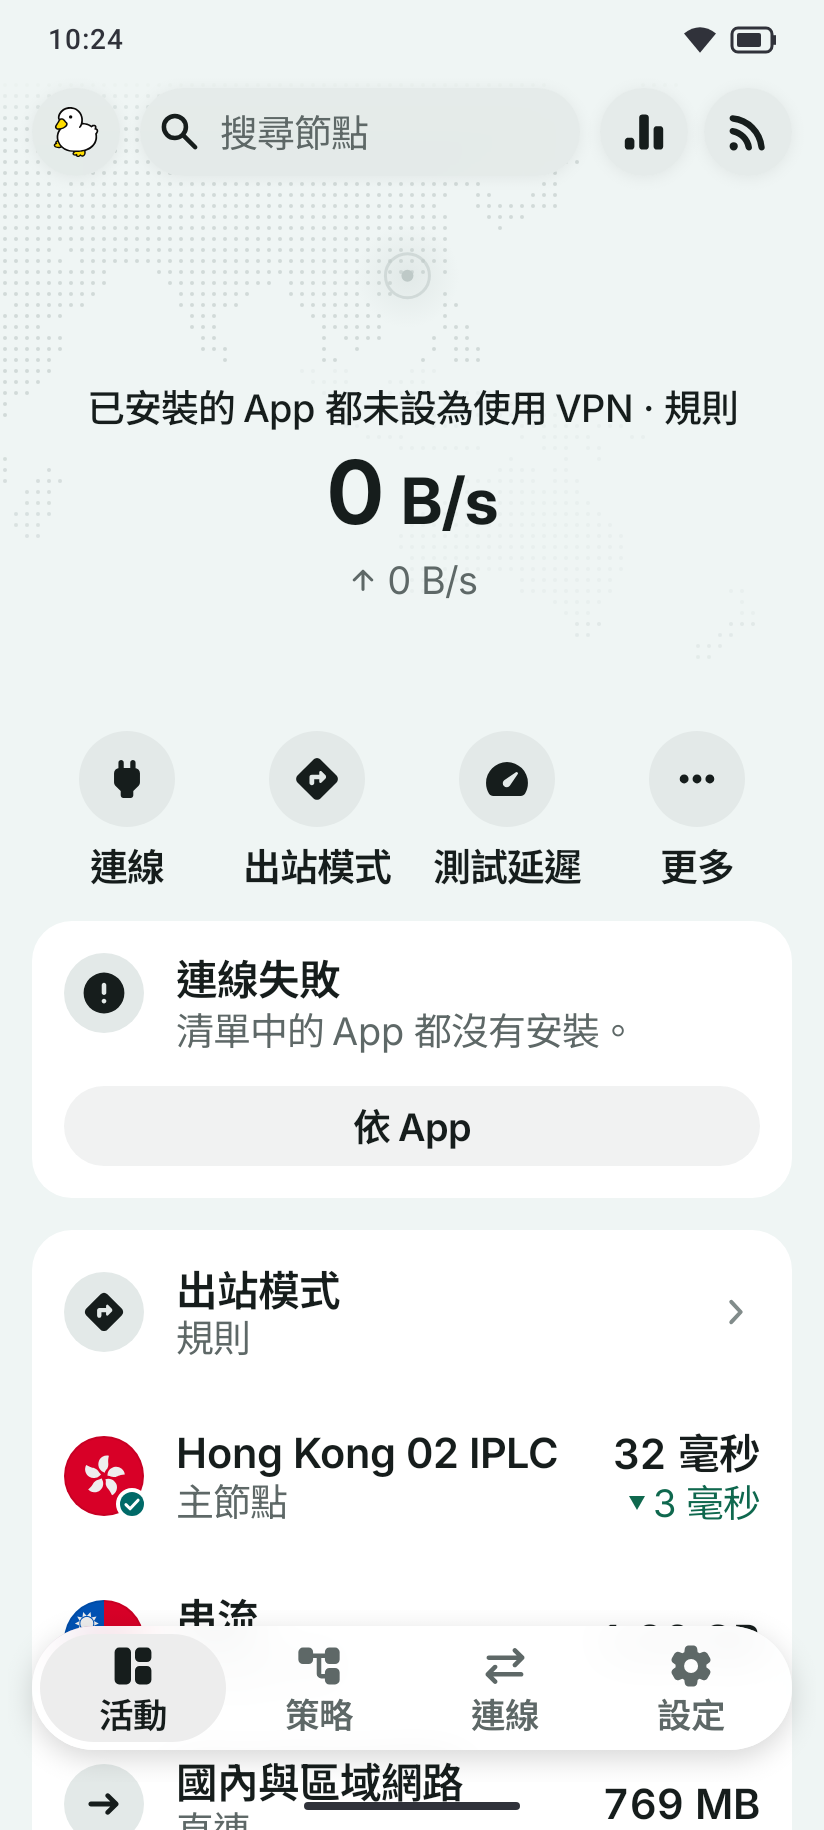 10:24
搜尋節點
已安裝的 App 都未設為使用 VPN · 規則
0 B/s
↑ 0 B/s
連線
出站模式
測試延遲
更多
連線失敗
清單中的 App 都沒有安裝。
依 App
出站模式
規則
Hong Kong 02 IPLC
32 毫秒
主節點
▼3 毫秒
串流
活動
策略
連線
設定
國內與區域網路
769 MB
直連